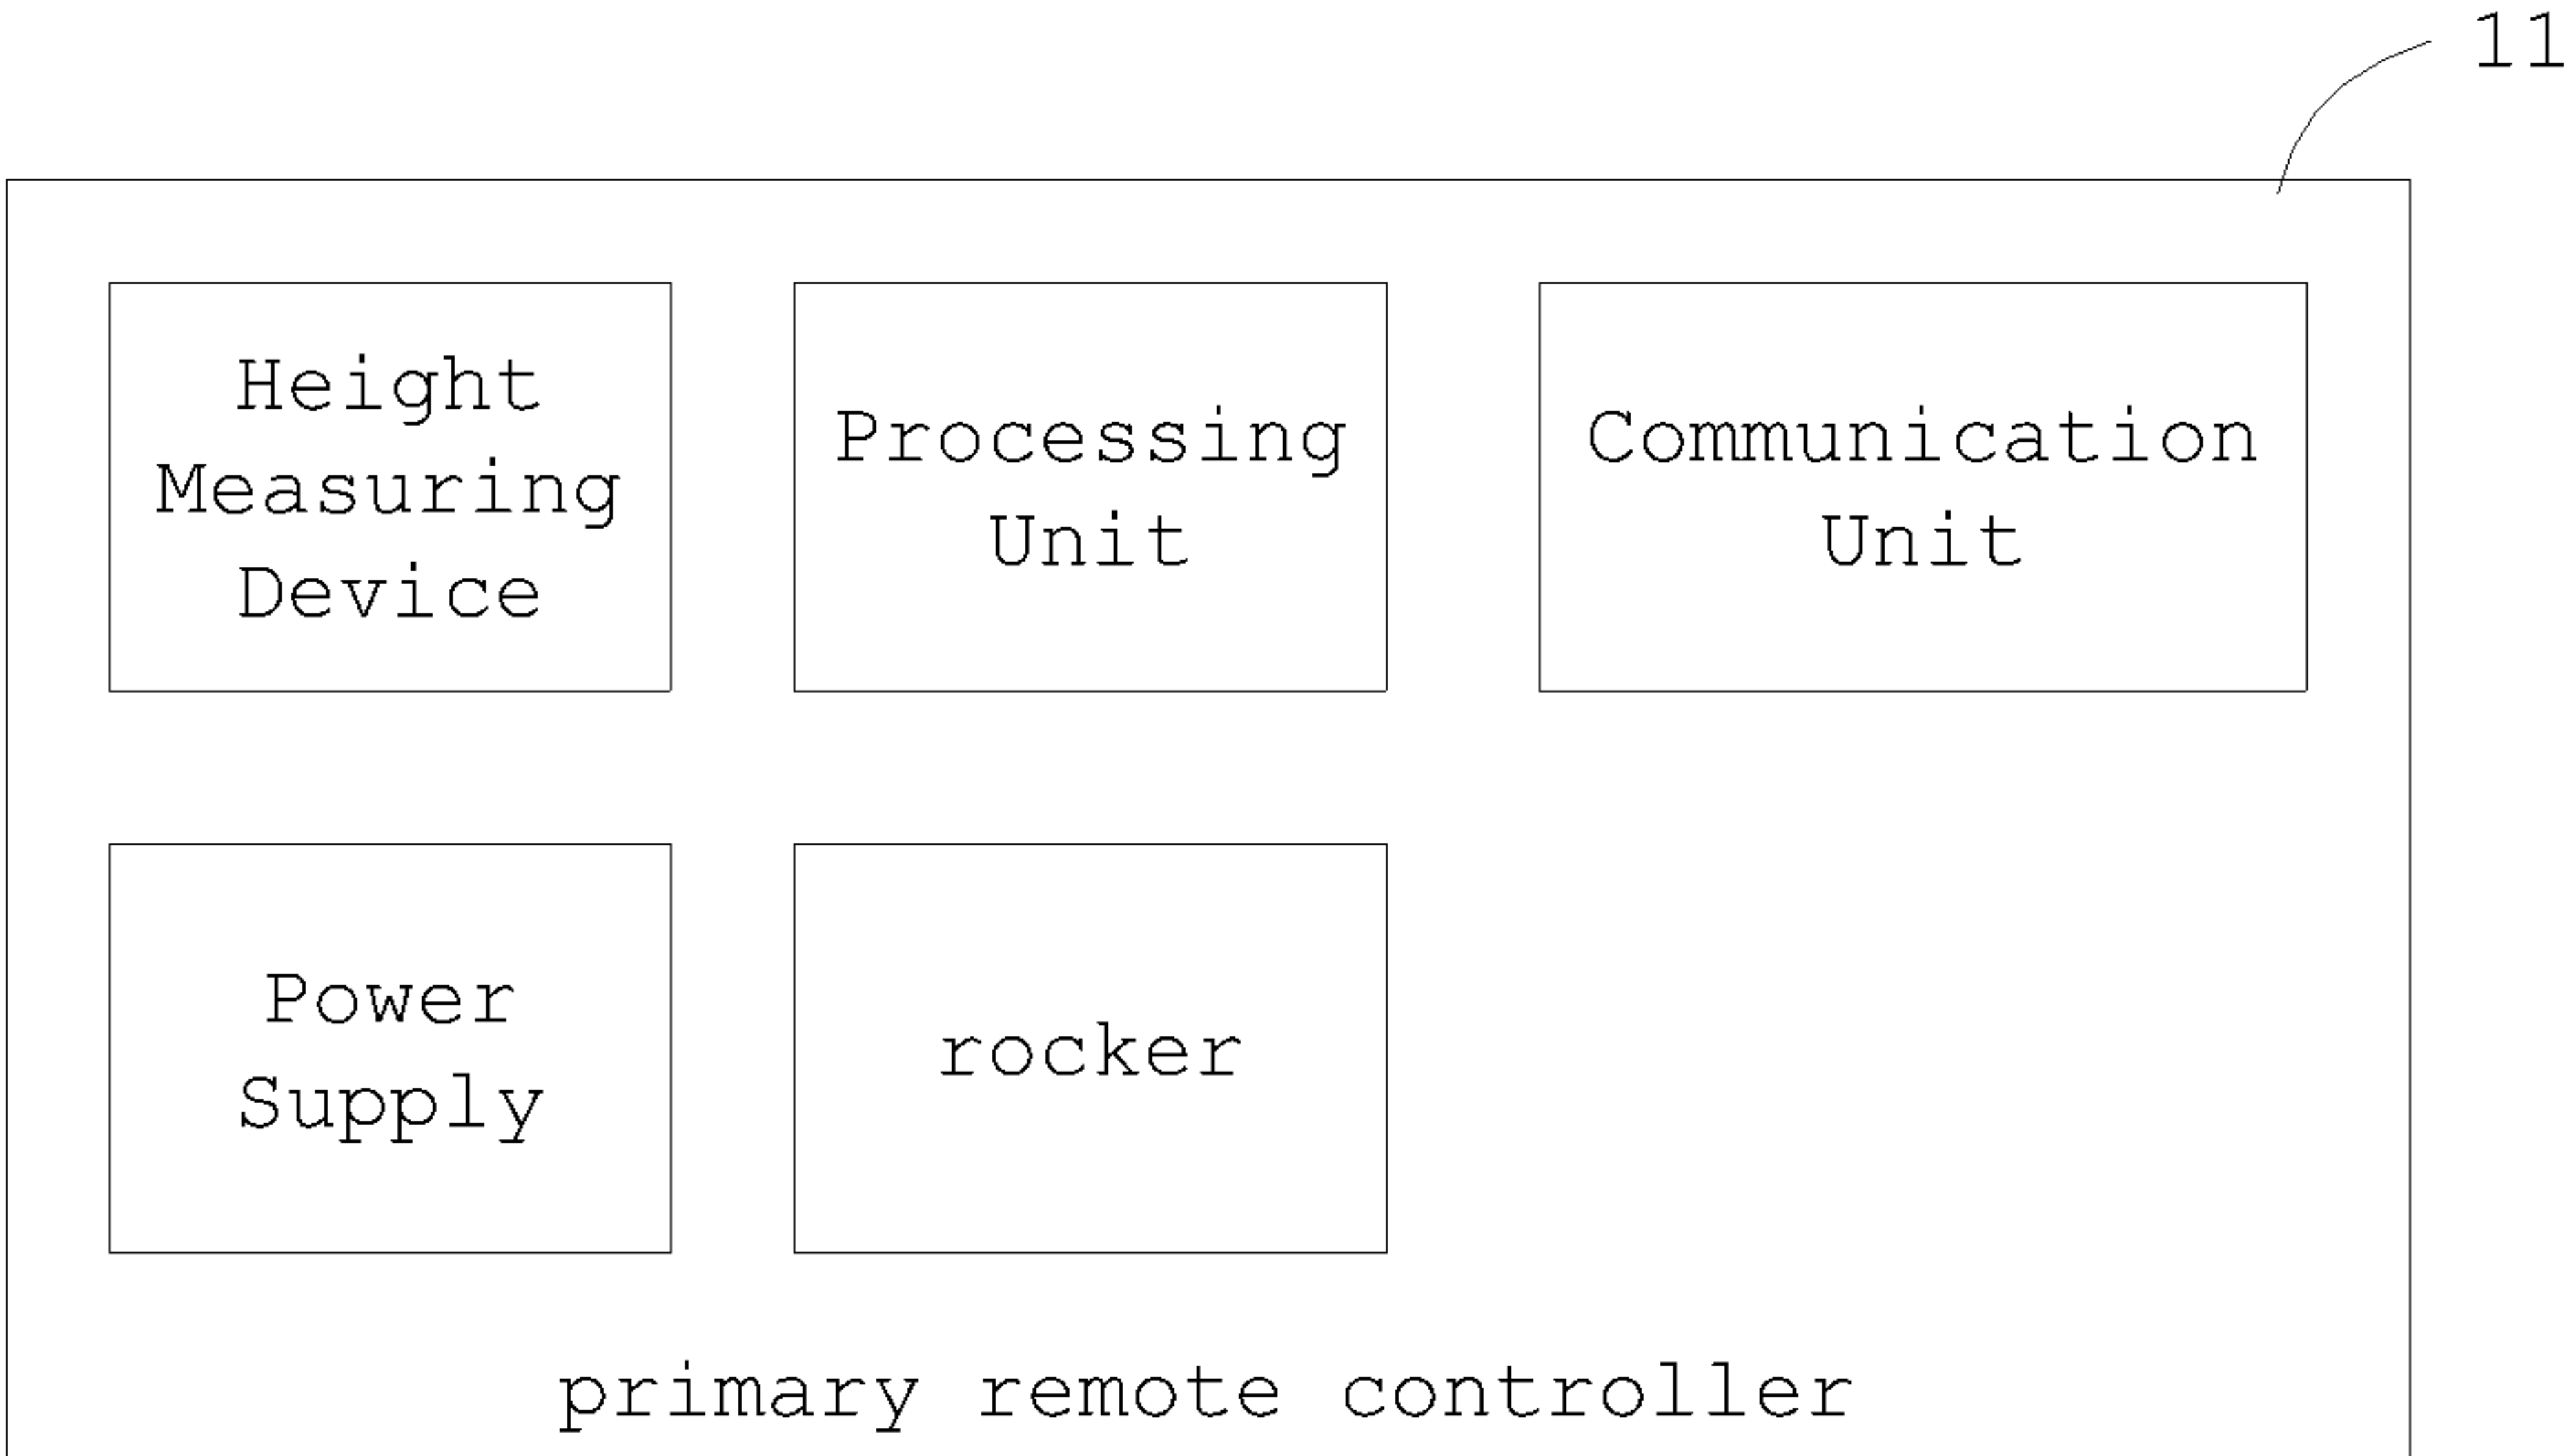 11
Height
Measuring
Device
Processing
Unit
Communication
Unit
Power
Supply
rocker
primary remote controller